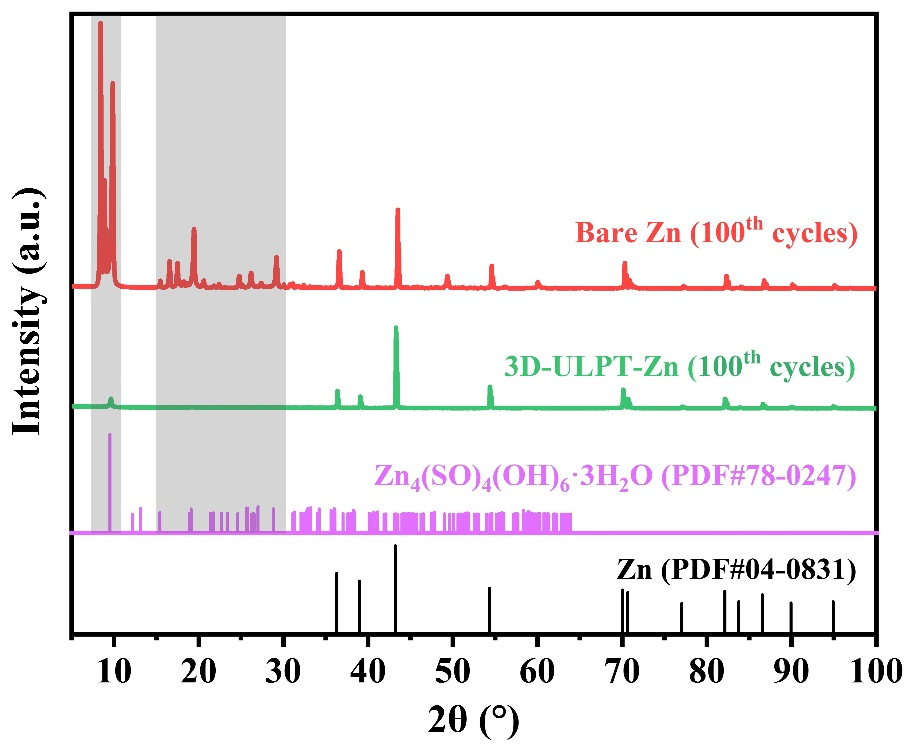 Intensity (a.u.)
Bare Zn (100th cycles)
3D-ULPT-Zn (100th cycles)
Zn4(SO)4(OH)6·3H2O (PDF#78-0247)
Zn (PDF#04-0831)
10 20 30 40 50 60 70 80 90 100
2θ (°)